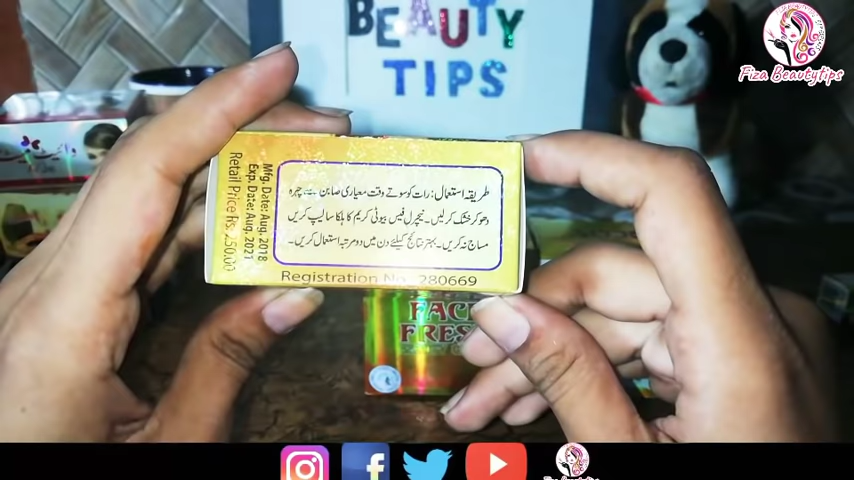 BEAUTY
TIPS
Fiza Beautytips
طریقہ استعمال: رات کو سوتے وقت معیاری صابن سے چہرہ
دھو کر خشک کر لیں۔ نیچرل فیس بیوٹی کریم کا ہلکا سا لیپ کریں
مساج نہ کریں۔ بہتر نتائج کیلئے دن میں دو مرتبہ استعمال کریں۔
Mfg. Date: Aug. 2018
Exp. Date: Aug. 2021
Retail Price Rs: 250.00
Registration No. 280669
FACE
FRESH